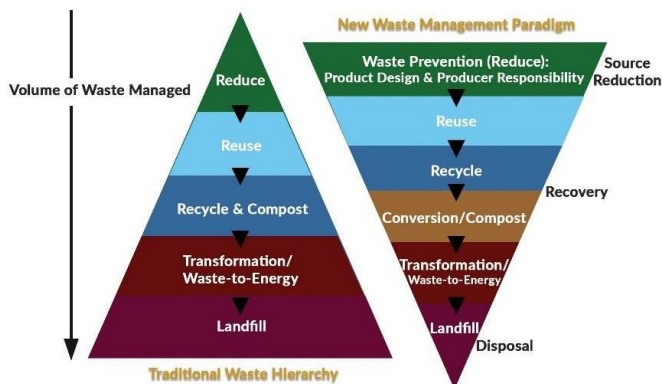 New Waste Management Paradigm
Volume of Waste Managed
Reduce
Reuse
Recycle & Compost
Transformation/
Waste-to-Energy
Landfill
Traditional Waste Hierarchy
Waste Prevention (Reduce):
Product Design & Producer Responsibility
Reuse
Recycle
Conversion/Compost
Transformation/
Waste-to-Energy
Landfill
Source
Reduction
Recovery
Disposal